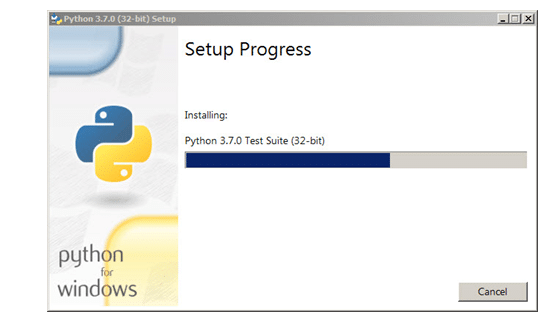 Python 3.7.0 (32-bit) Setup
Setup Progress
Installing:
Python 3.7.0 Test Suite (32-bit)
python
for
windows
Cancel